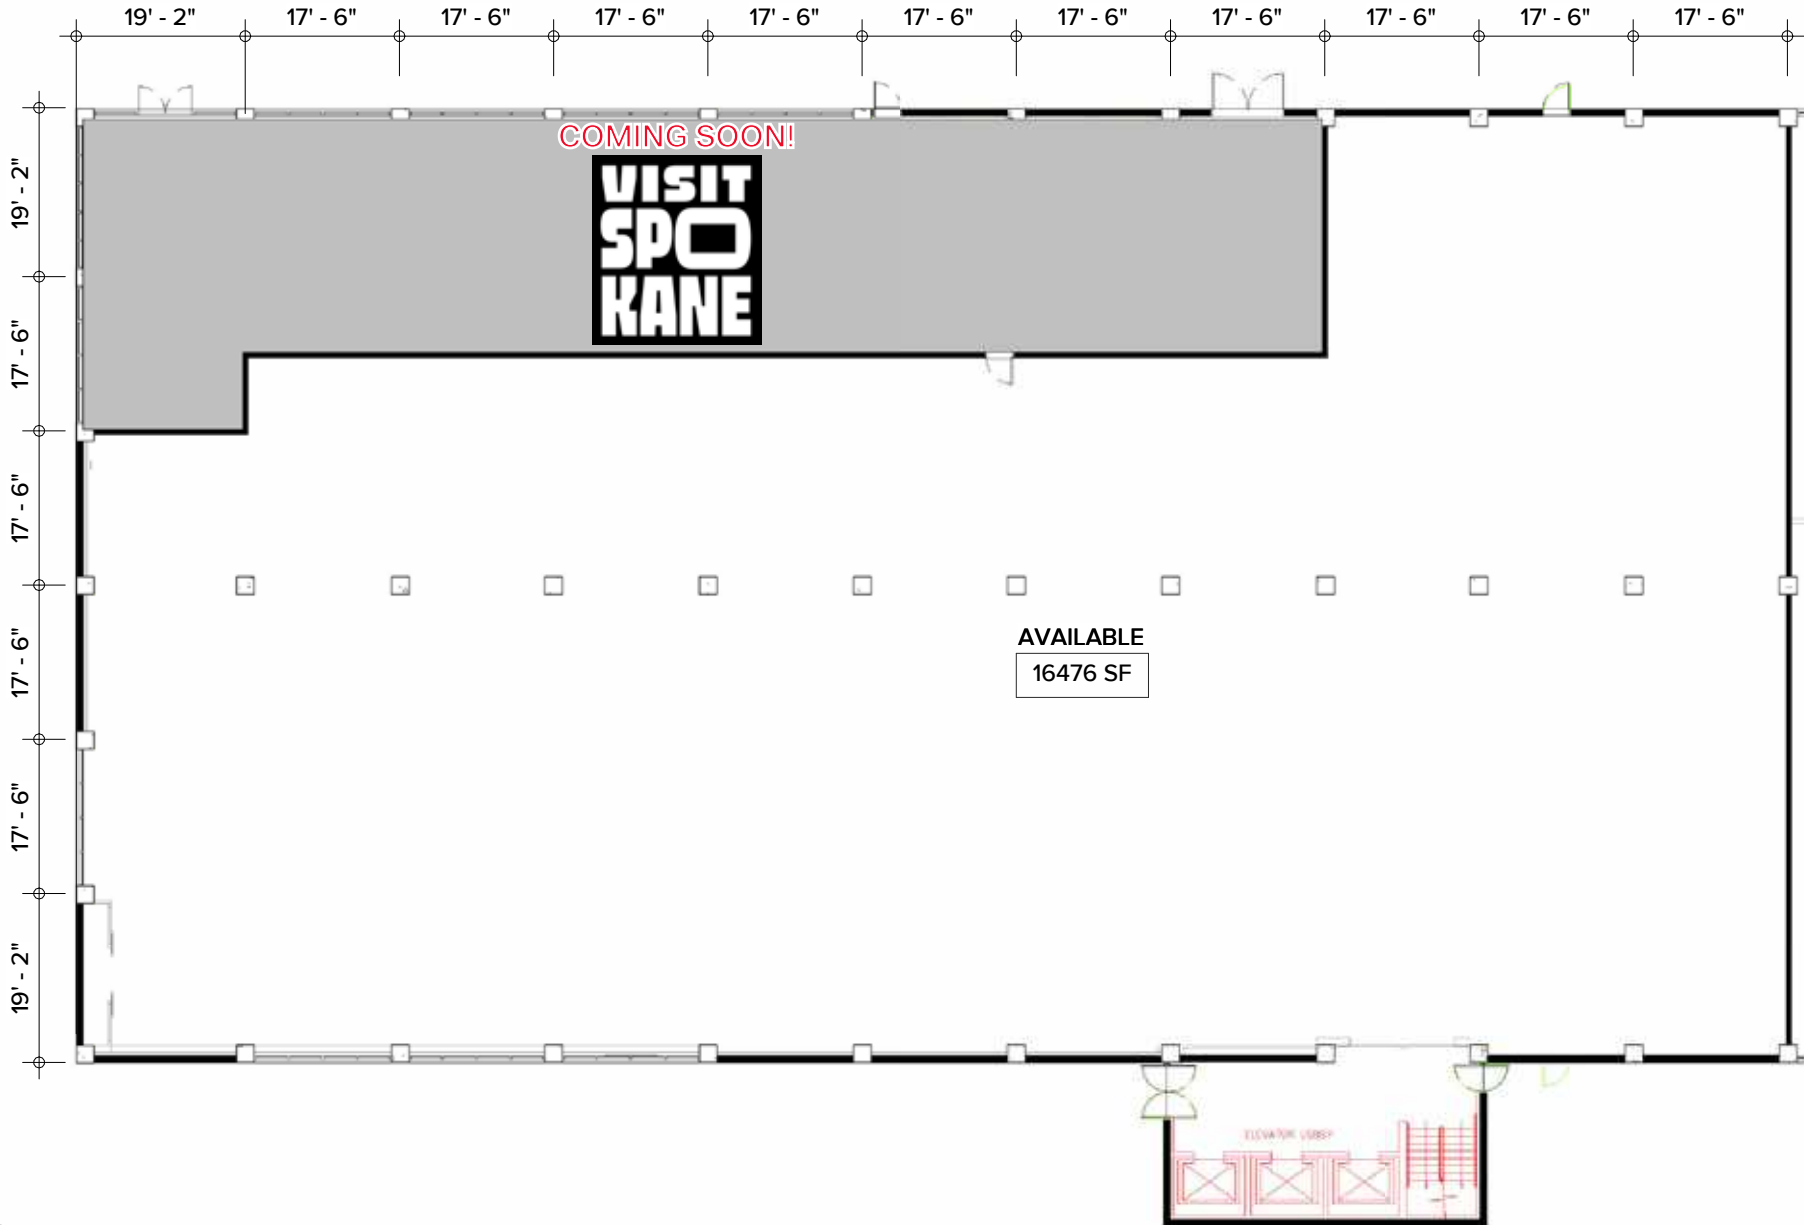 19' - 2" 17' - 6" 17' - 6" 17' - 6" 17' - 6" 17' - 6" 17' - 6" 17' - 6" 17' - 6" 17' - 6" 17' - 6"
COMING SOON!
VISIT
SPO
KANE
19' - 2"
17' - 6"
17' - 6"
17' - 6"
17' - 6"
19' - 2"
AVAILABLE
16476 SF
ELEVATOR LOBBY